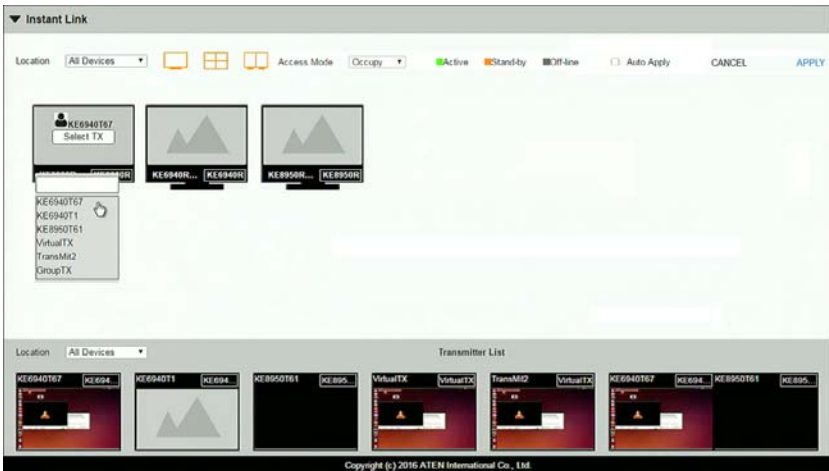 Instant Link
Location All Devices Access Mode Occupy Active Stand-by Off-line Auto Apply CANCEL APPLY
KE6940T67
Select TX
KE6940R... KE6940R KE8950R... KE8950R
KE6940T67
KE6940T1
KE8950T61
VirtualTX
TransMit2
GroupTX
Location All Devices Transmitter List
KE6940T67 KE694... KE6940T1 KE694... KE8950T61 KE895... VirtualTX VirtualTX TransMit2 VirtualTX KE6940T67 KE694... KE8950T61 KE895...
Copyright (c) 2016 ATEN International Co., Ltd.